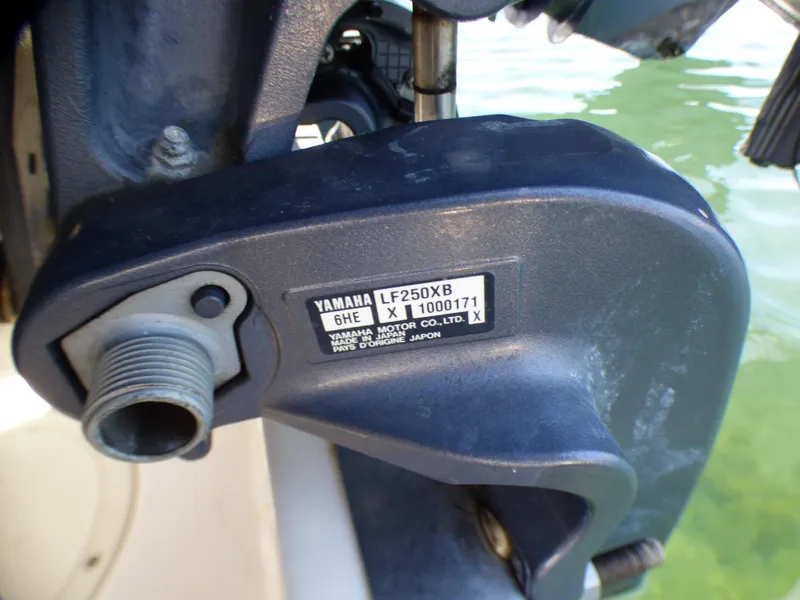 YAMAHA LF250XB
6HE X 1000171 X
YAMAHA MOTOR CO., LTD.
MADE IN JAPAN
PAYS D'ORIGINE JAPON